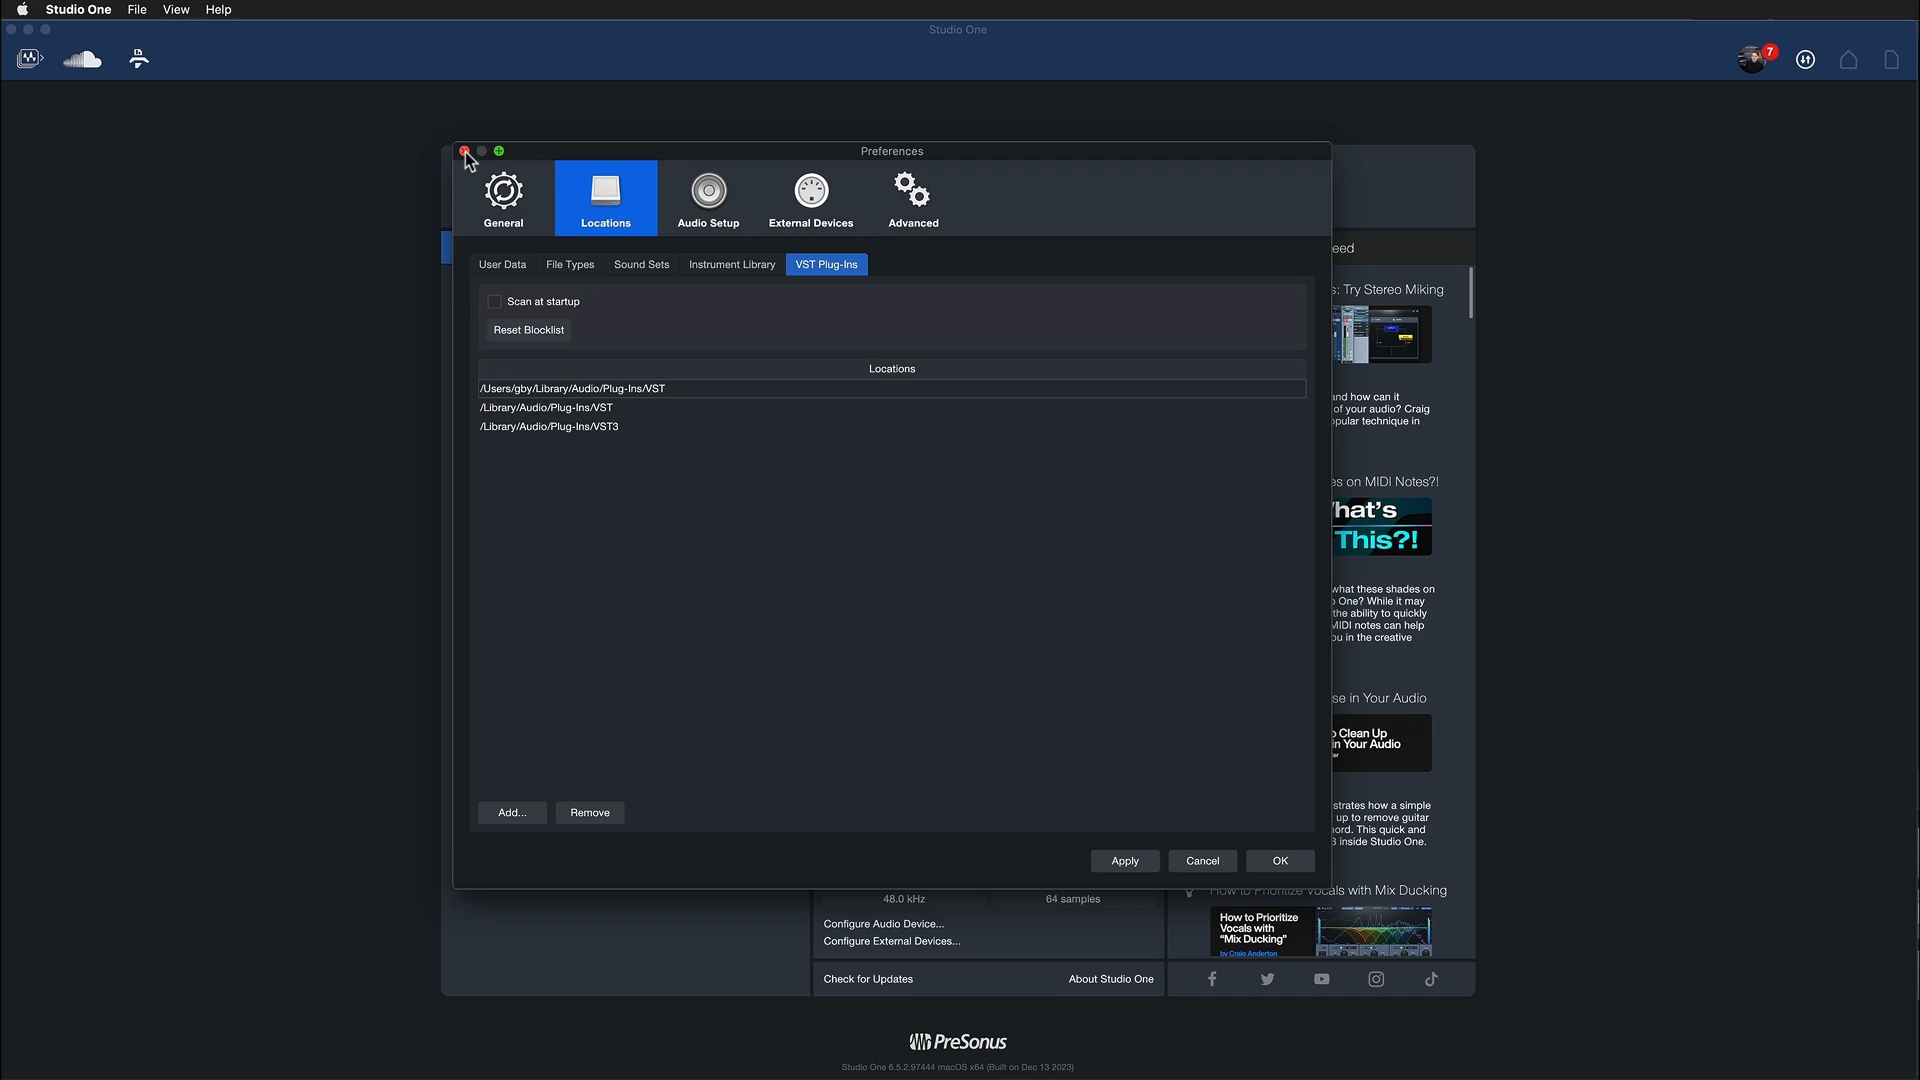 Studio One File View Help
Studio One
7
Preferences
General Locations Audio Setup External Devices Advanced
User Data File Types Sound Sets Instrument Library VST Plug-Ins
Scan at startup
Reset Blocklist
Locations
/Users/gby/Library/Audio/Plug-Ins/VST
/Library/Audio/Plug-Ins/VST
/Library/Audio/Plug-Ins/VST3
Add... Remove
Apply Cancel OK
eed
s: Try Stereo Miking
and how can it
of your audio? Craig
opular technique in
es on MIDI Notes?!
hat's
This?!
what these shades on
o One? While it may
the ability to quickly
MIDI notes can help
ou in the creative
se in Your Audio
o Clean Up
in Your Audio
strates how a simple
up to remove guitar
ord. This quick and
3 inside Studio One.
How to Prioritize Vocals with Mix Ducking
How to Prioritize
Vocals with
"Mix Ducking"
by Craig Anderton
48.0 kHz 64 samples
Configure Audio Device...
Configure External Devices...
Check for Updates About Studio One
PreSonus
Studio One 6.5.2.97444 macOS x64 (Built on Dec 13 2023)